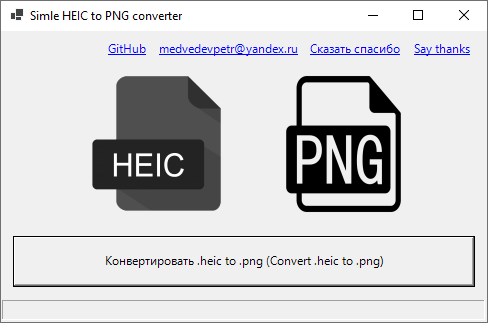 Simle HEIC to PNG converter
GitHub medvedevpetr@yandex.ru Сказать спасибо Say thanks
HEIC PNG
Конвертировать .heic to .png (Convert .heic to .png)